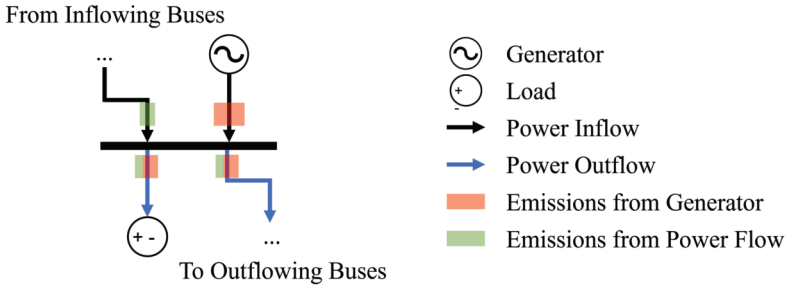 From Inflowing Buses
...
+ -
...
To Outflowing Buses
Generator
+
-
Load
Power Inflow
Power Outflow
Emissions from Generator
Emissions from Power Flow